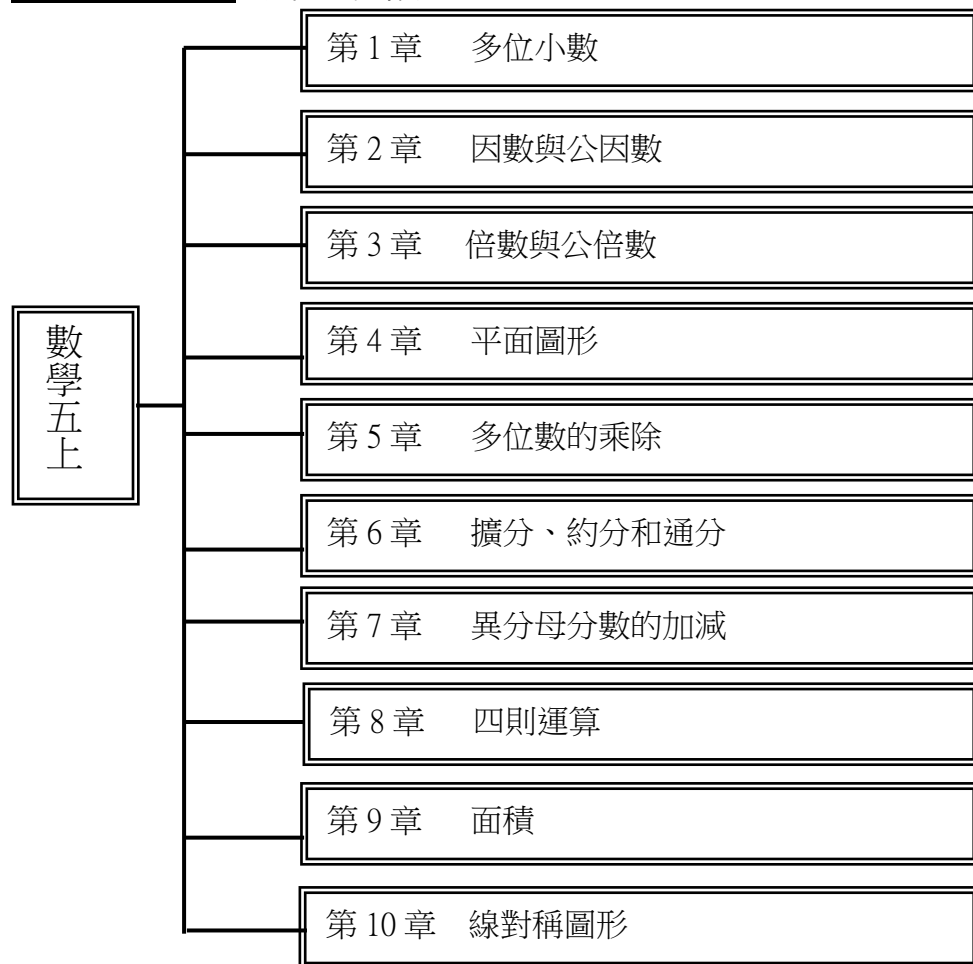 第 1 章 多位小數
第 2 章 因數與公因數
第 3 章 倍數與公倍數
第 4 章 平面圖形
數學五上
第 5 章 多位數的乘除
第 6 章 擴分、約分和通分
第 7 章 異分母分數的加減
第 8 章 四則運算
第 9 章 面積
第 10 章 線對稱圖形